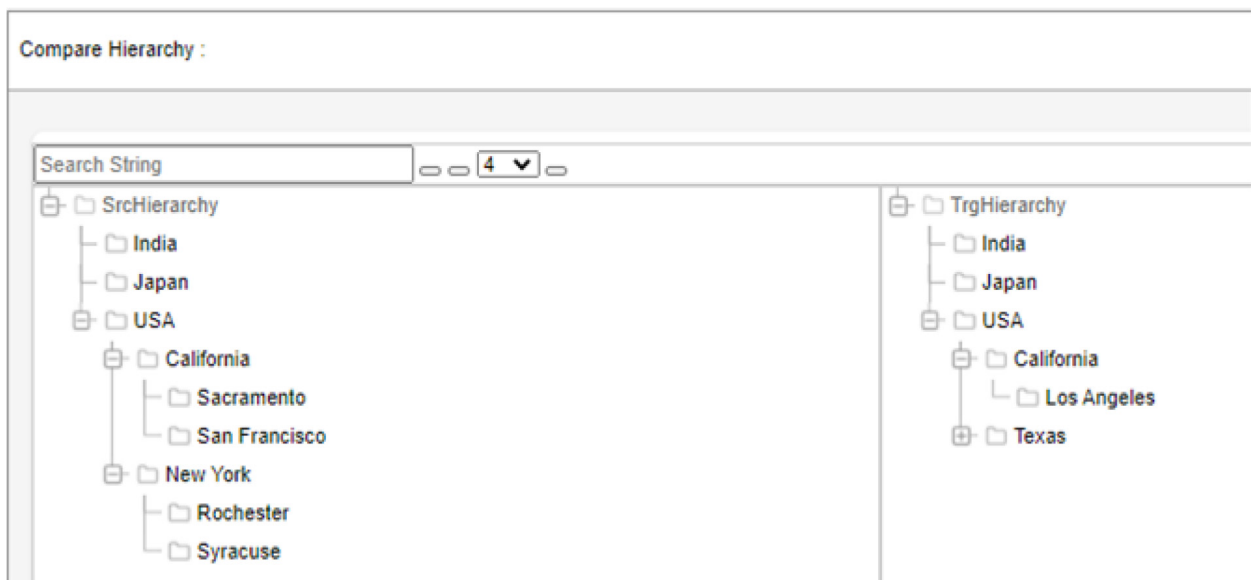 Compare Hierarchy :
Search String
4
SrcHierarchy
India
Japan
USA
California
Sacramento
San Francisco
New York
Rochester
Syracuse
TrgHierarchy
India
Japan
USA
California
Los Angeles
Texas